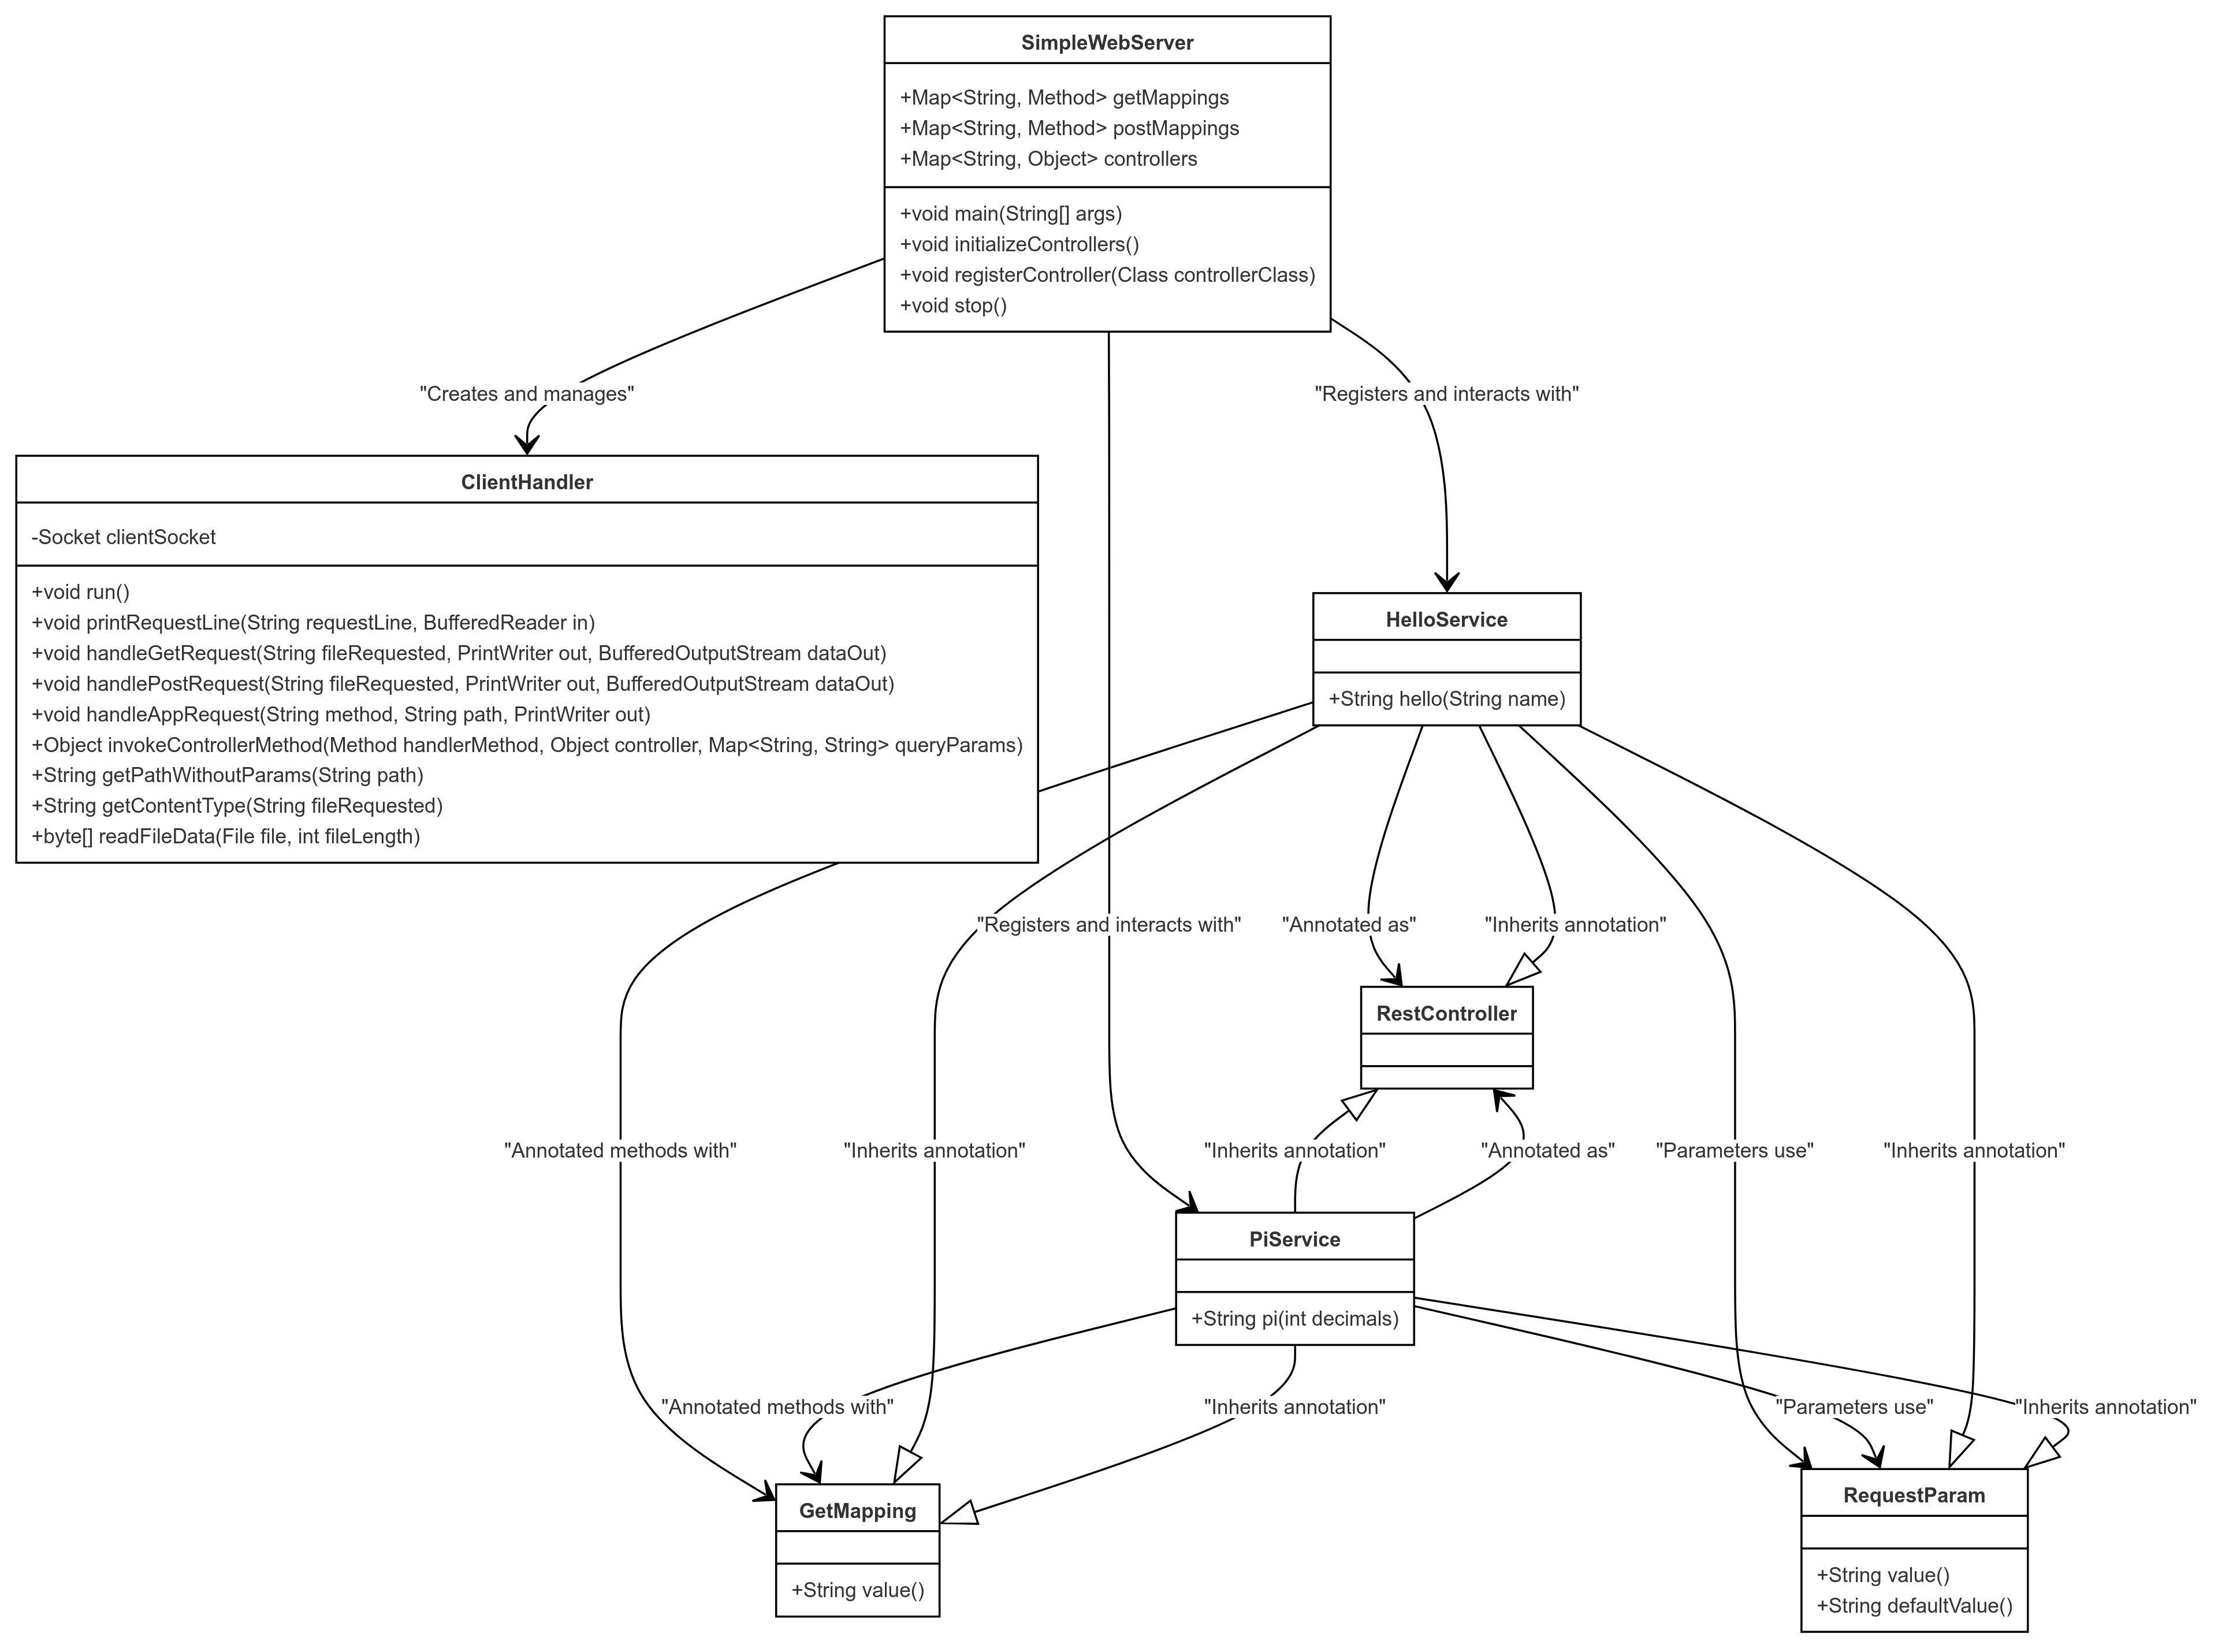 SimpleWebServer
+Map<String, Method> getMappings
+Map<String, Method> postMappings
+Map<String, Object> controllers
+void main(String[] args)
+void initializeControllers()
+void registerController(Class controllerClass)
+void stop()
"Creates and manages"
"Registers and interacts with"
ClientHandler
-Socket clientSocket
+void run()
+void printRequestLine(String requestLine, BufferedReader in)
+void handleGetRequest(String fileRequested, PrintWriter out, BufferedOutputStream dataOut)
+void handlePostRequest(String fileRequested, PrintWriter out, BufferedOutputStream dataOut)
+void handleAppRequest(String method, String path, PrintWriter out)
+Object invokeControllerMethod(Method handlerMethod, Object controller, Map<String, String> queryParams)
+String getPathWithoutParams(String path)
+String getContentType(String fileRequested)
+byte[] readFileData(File file, int fileLength)
HelloService
+String hello(String name)
"Registers and interacts with"
"Annotated as"
"Inherits annotation"
RestController
"Annotated methods with"
"Inherits annotation"
"Inherits annotation"
"Annotated as"
"Parameters use"
"Inherits annotation"
PiService
+String pi(int decimals)
"Annotated methods with"
"Inherits annotation"
"Parameters use"
"Inherits annotation"
GetMapping
+String value()
RequestParam
+String value()
+String defaultValue()